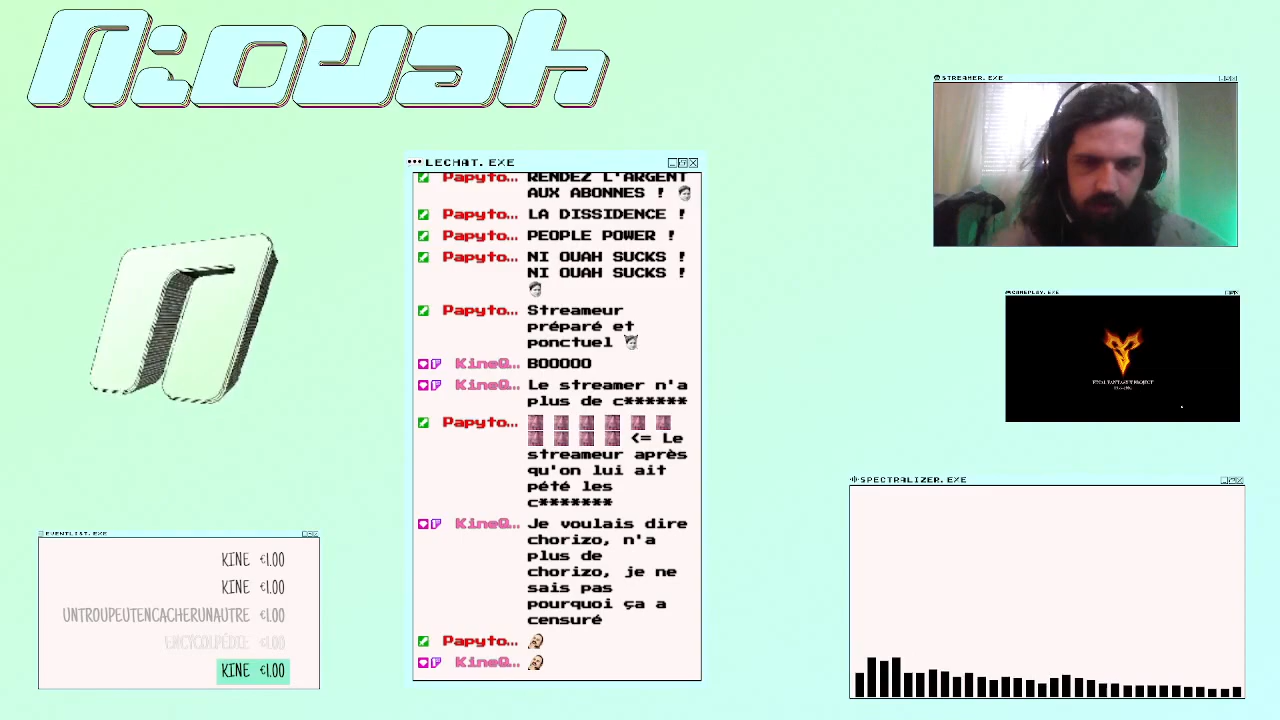 Ni Ouah
STREAMER.EXE
LECHAT.EXE
Papyto... RENDEZ L'ARGENT
AUX ABONNES !
Papyto... LA DISSIDENCE !
Papyto... PEOPLE POWER !
Papyto... NI OUAH SUCKS !
NI OUAH SUCKS !
Papyto... Streameur
préparé et
ponctuel
KineQ... BOOOOO
KineQ... Le streamer n'a
plus de c******
Papyto...
<= Le
streameur après
qu'on lui ait
pété les
c*******
KineQ... Je voulais dire
chorizo, n'a
plus de
chorizo, je ne
sais pas
pourquoi ça a
censuré
Papyto...
KineQ...
GAMEPLAY.EXE
SPECTRALIZER.EXE
EVENTLIST.EXE
KINE €1.00
KINE €1.00
UNTROUPEUTENCACHERUNAUTRE €1.00
ENCYCOLPÉDIE €1.00
KINE €1.00